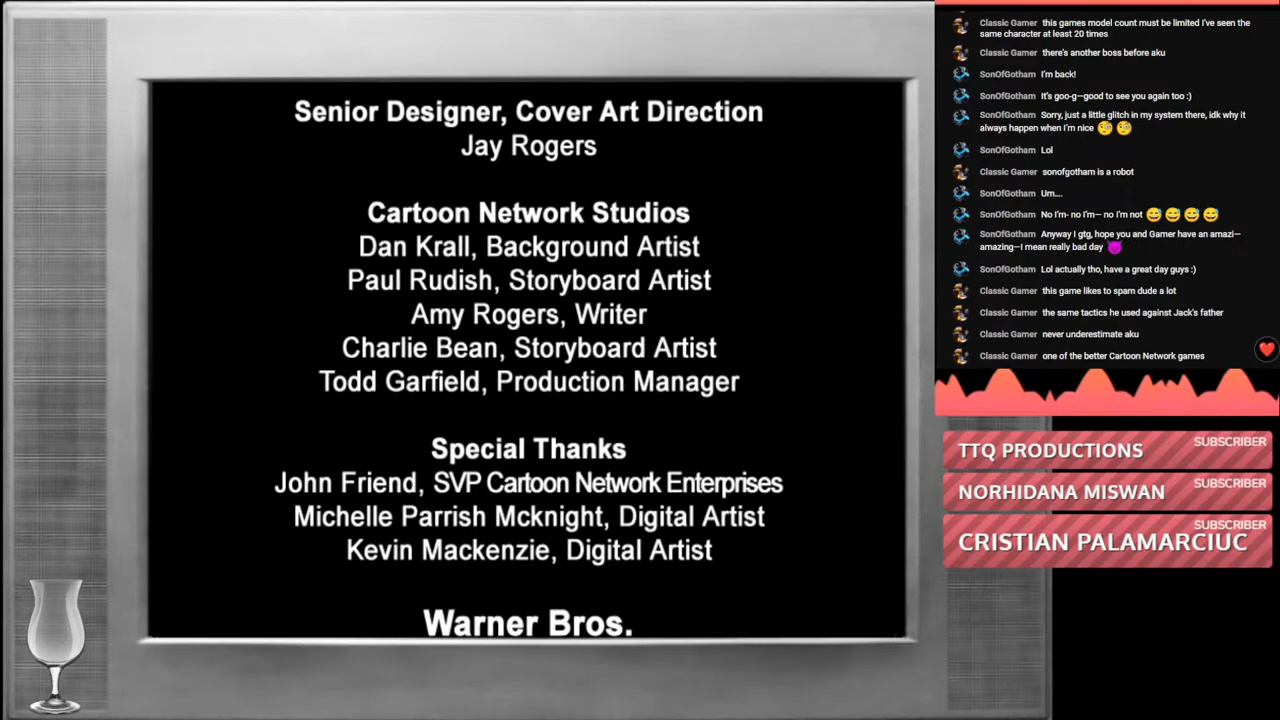 Senior Designer, Cover Art Direction
Jay Rogers
Cartoon Network Studios
Dan Krall, Background Artist
Paul Rudish, Storyboard Artist
Amy Rogers, Writer
Charlie Bean, Storyboard Artist
Todd Garfield, Production Manager
Special Thanks
John Friend, SVP Cartoon Network Enterprises
Michelle Parrish Mcknight, Digital Artist
Kevin Mackenzie, Digital Artist
Warner Bros.
Classic Gamer this games model count must be limited I've seen the
same character at least 20 times
Classic Gamer there's another boss before aku
SonOfGotham I'm back!
SonOfGotham It's goo-g—good to see you again too :)
SonOfGotham Sorry, just a little glitch in my system there, idk why it
always happen when I'm nice 🧐 🧐
SonOfGotham Lol
Classic Gamer sonofgotham is a robot
SonOfGotham Um....
SonOfGotham No I'm- no I'm— no I'm not 😅 😅 😅 😅
SonOfGotham Anyway I gtg, hope you and Gamer have an amazi—
amazing—I mean really bad day 😈
SonOfGotham Lol actually tho, have a great day guys :)
Classic Gamer this game likes to spam dude a lot
Classic Gamer the same tactics he used against Jack's father
Classic Gamer never underestimate aku
Classic Gamer one of the better Cartoon Network games
TTQ PRODUCTIONS SUBSCRIBER
NORHIDANA MISWAN SUBSCRIBER
CRISTIAN PALAMARCIUC SUBSCRIBER